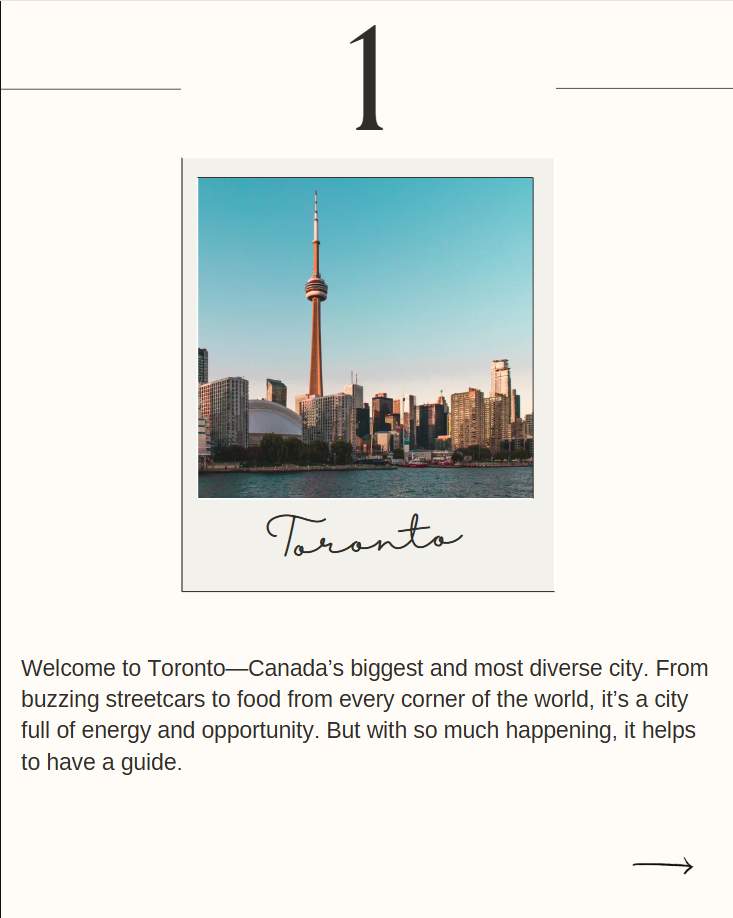 1
Toronto
Welcome to Toronto—Canada’s biggest and most diverse city. From
buzzing streetcars to food from every corner of the world, it’s a city
full of energy and opportunity. But with so much happening, it helps
to have a guide.